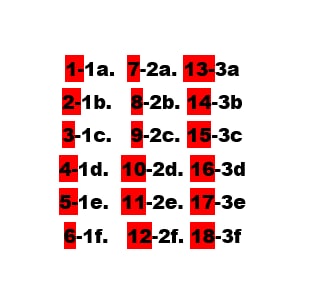 1-1a. 7-2a. 13-3a
2-1b. 8-2b. 14-3b
3-1c. 9-2c. 15-3c
4-1d. 10-2d. 16-3d
5-1e. 11-2e. 17-3e
6-1f. 12-2f. 18-3f